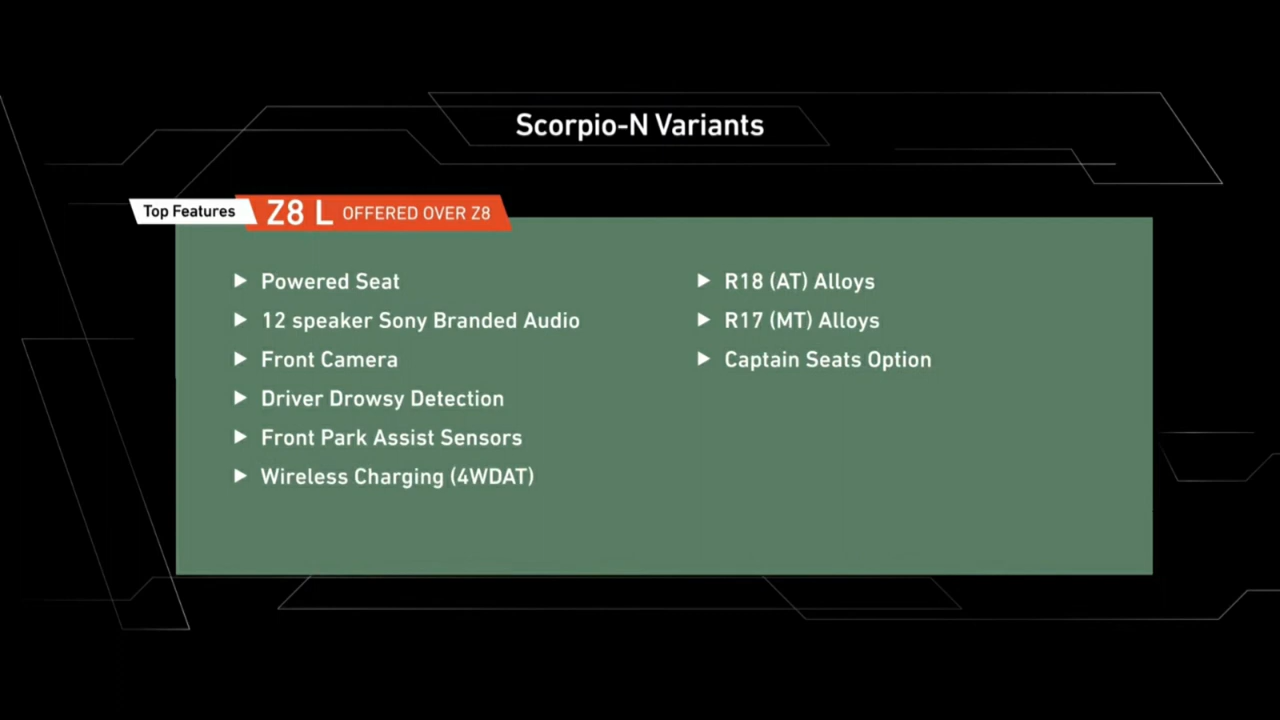 Scorpio-N Variants
Top Features Z8 L OFFERED OVER Z8
Powered Seat
12 speaker Sony Branded Audio
Front Camera
Driver Drowsy Detection
Front Park Assist Sensors
Wireless Charging (4WDAT)
R18 (AT) Alloys
R17 (MT) Alloys
Captain Seats Option